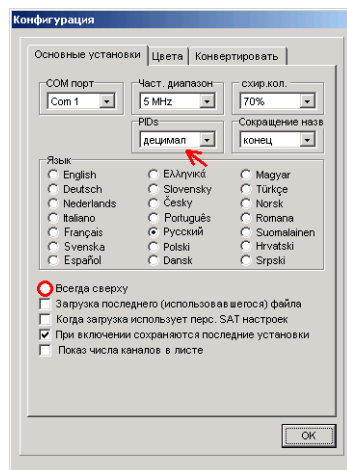 Конфигурация
Основные установки Цвета Конвертировать
COM порт Част. диапазон схир.кол.
Com 1 5 MHz 70%
PIDs Сокращение назв
децимал конец
Язык
English Ελληνικά Magyar
Deutsch Slovensky Türkçe
Nederlands Česky Norsk
Italiano Português Romana
Français Русский Suomalainen
Svenska Polski Hrvatski
Español Dansk Srpski
Всегда сверху
Загрузка последнего (использовавшегося) файла
Когда загрузка использует перс. SAT настроек
При включении сохраняются последние установки
Показ числа каналов в листе
OK